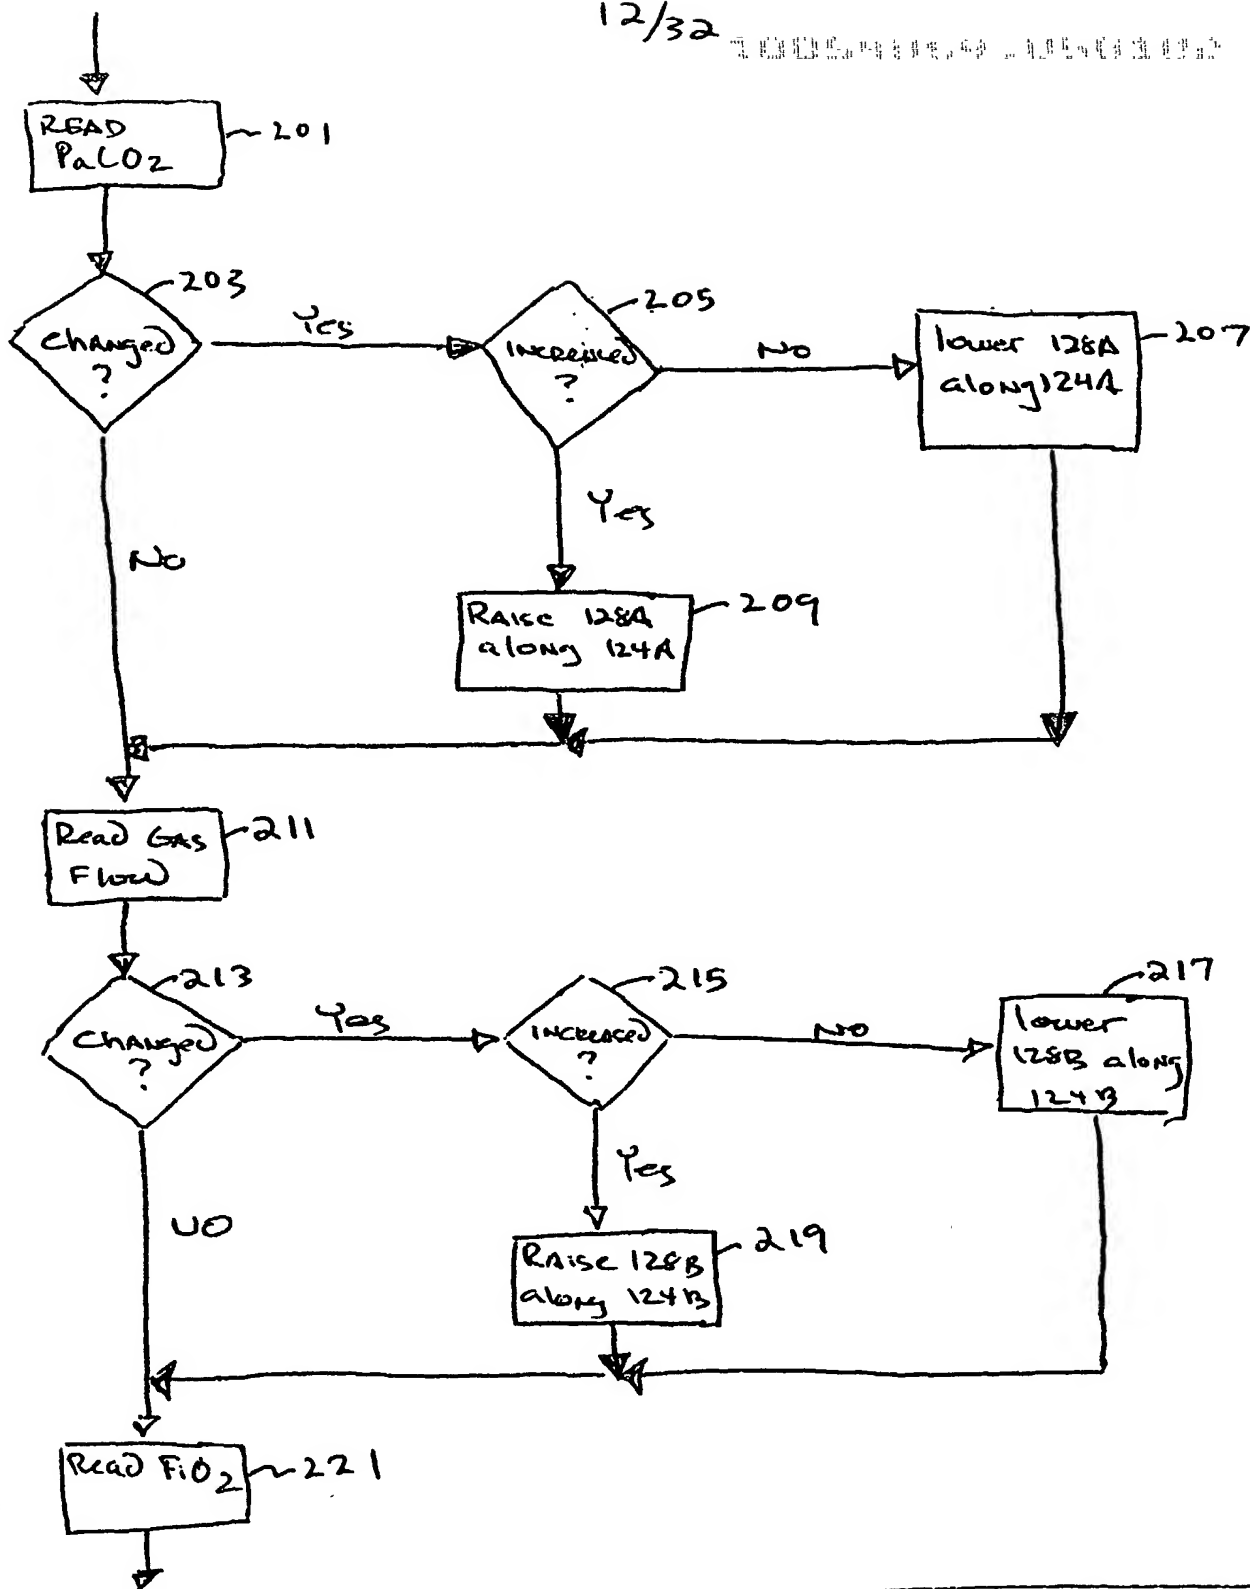 12/32
READ
PaCO2
201
203
Changed
?
Yes
205
INCREASED
?
NO
lower 128A
along 124A
207
Yes
NO
RAISE 128A
along 124A
209
Read GAS
Flow
211
213
Changed
?
Yes
215
INCREASED
?
NO
217
lower
128B along
124B
Yes
NO
RAISE 128B
along 124B
219
Read FiO2
221